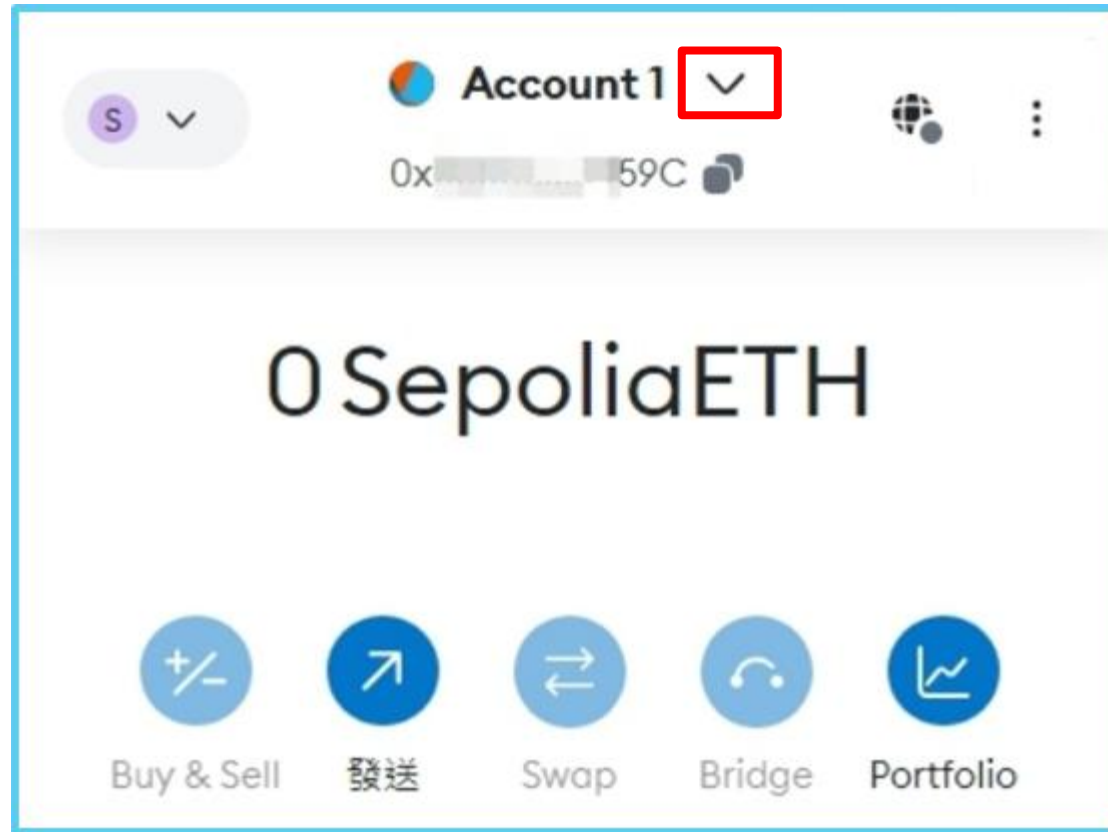 S
Account 1
0x
59C
0 SepoliaETH
Buy & Sell
發送
Swap
Bridge
Portfolio